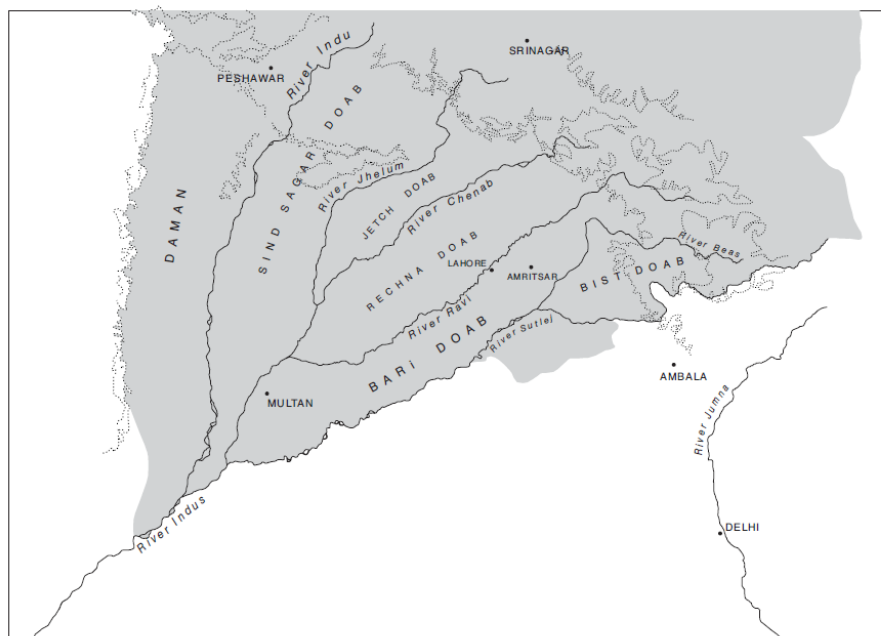 SRINAGAR
PESHAWAR
River Indu
SIND SAGAR DOAB
DAMAN
River Jhelum
JETCH DOAB
River Chenab
RECHNA DOAB
LAHORE
AMRITSAR
River Beas
BIST DOAB
River Ravi
BARi DOAB
River Sutlej
AMBALA
MULTAN
River Jumna
River Indus
DELHI